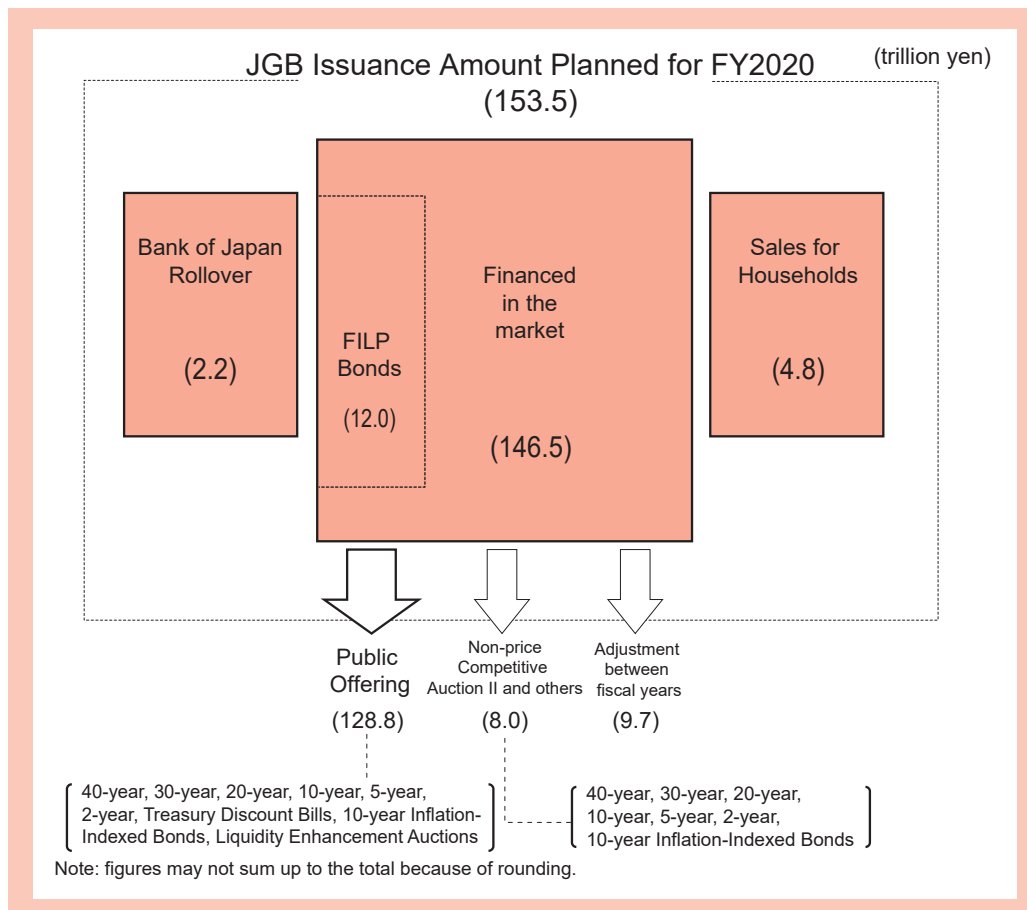 JGB Issuance Amount Planned for FY2020
(trillion yen)
(153.5)
Bank of Japan
Rollover
(2.2)
FILP
Bonds
(12.0)
Financed
in the
market
(146.5)
Sales for
Households
(4.8)
Public
Offering
(128.8)
Non-price
Competitive
Auction II and others
(8.0)
Adjustment
between
fiscal years
(9.7)
40-year, 30-year, 20-year, 10-year, 5-year,
2-year, Treasury Discount Bills, 10-year Inflation-
Indexed Bonds, Liquidity Enhancement Auctions
40-year, 30-year, 20-year,
10-year, 5-year, 2-year,
10-year Inflation-Indexed Bonds
Note: figures may not sum up to the total because of rounding.